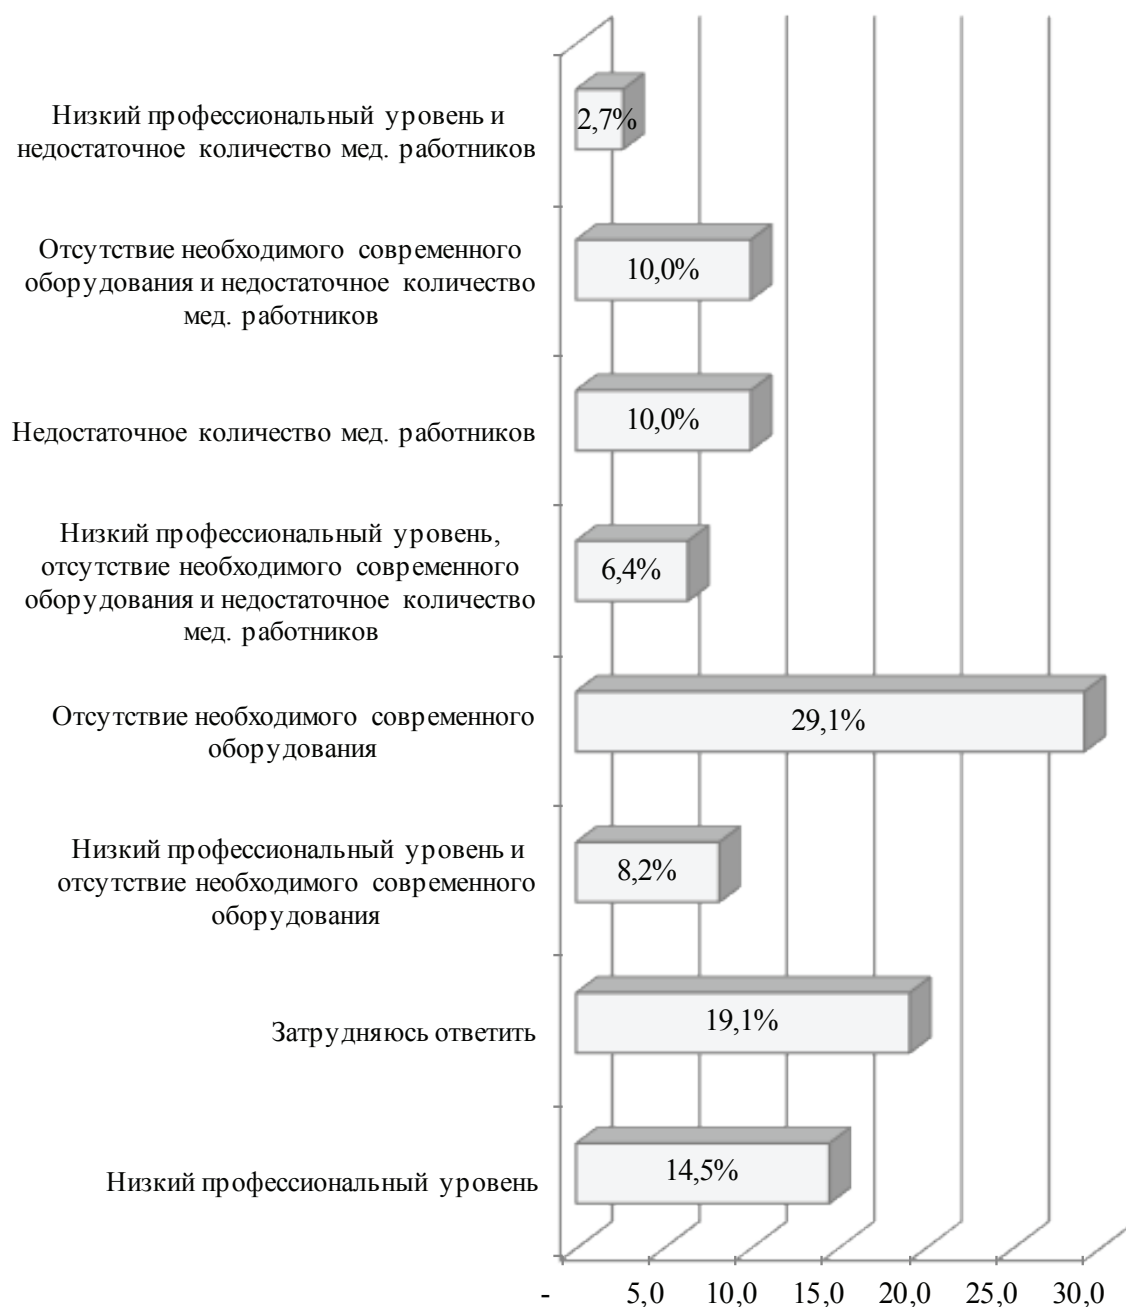 Низкий профессиональный уровень и
недостаточное количество мед. работников
2,7%
Отсутствие необходимого современного
оборудования и недостаточное количество
мед. работников
10,0%
Недостаточное количество мед. работников
10,0%
Низкий профессиональный уровень,
отсутствие необходимого современного
оборудования и недостаточное количество
мед. работников
6,4%
Отсутствие необходимого современного
оборудования
29,1%
Низкий профессиональный уровень и
отсутствие необходимого современного
оборудования
8,2%
Затрудняюсь ответить
19,1%
Низкий профессиональный уровень
14,5%
- 5,0 10,0 15,0 20,0 25,0 30,0